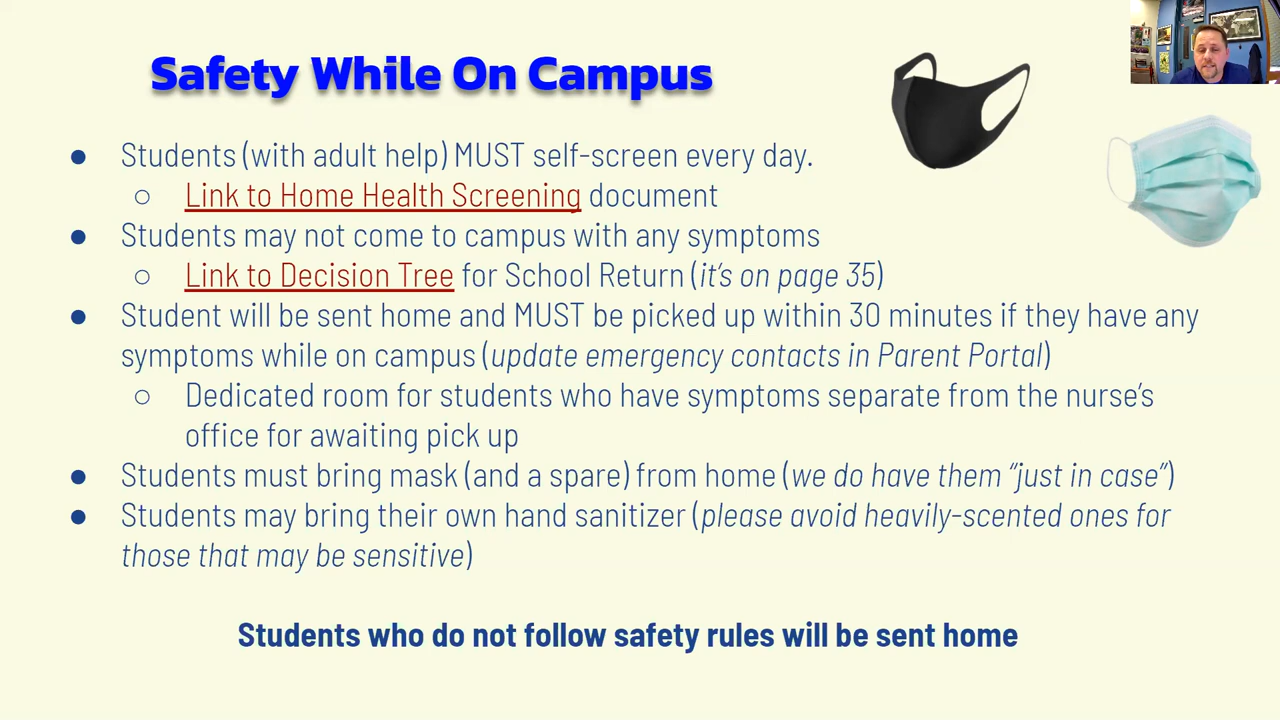 Safety While On Campus
● Students (with adult help) MUST self-screen every day.
○ Link to Home Health Screening document
● Students may not come to campus with any symptoms
○ Link to Decision Tree for School Return (it's on page 35)
● Student will be sent home and MUST be picked up within 30 minutes if they have any
symptoms while on campus (update emergency contacts in Parent Portal)
○ Dedicated room for students who have symptoms separate from the nurse's
office for awaiting pick up
● Students must bring mask (and a spare) from home (we do have them “just in case”)
● Students may bring their own hand sanitizer (please avoid heavily-scented ones for
those that may be sensitive)
Students who do not follow safety rules will be sent home